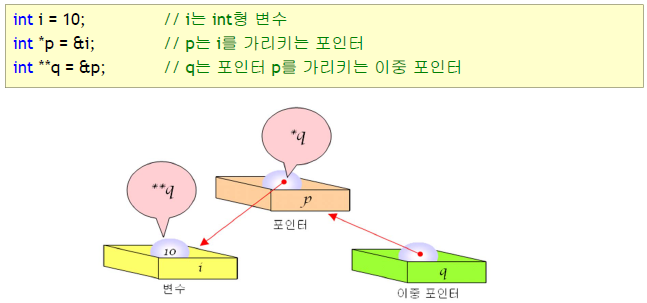 int i = 10; // i는 int형 변수
int *p = &i; // p는 i를 가리키는 포인터
int **q = &p; // q는 포인터 p를 가리키는 이중 포인터
*q
**q
p
포인터
10
i
변수
q
이중 포인터